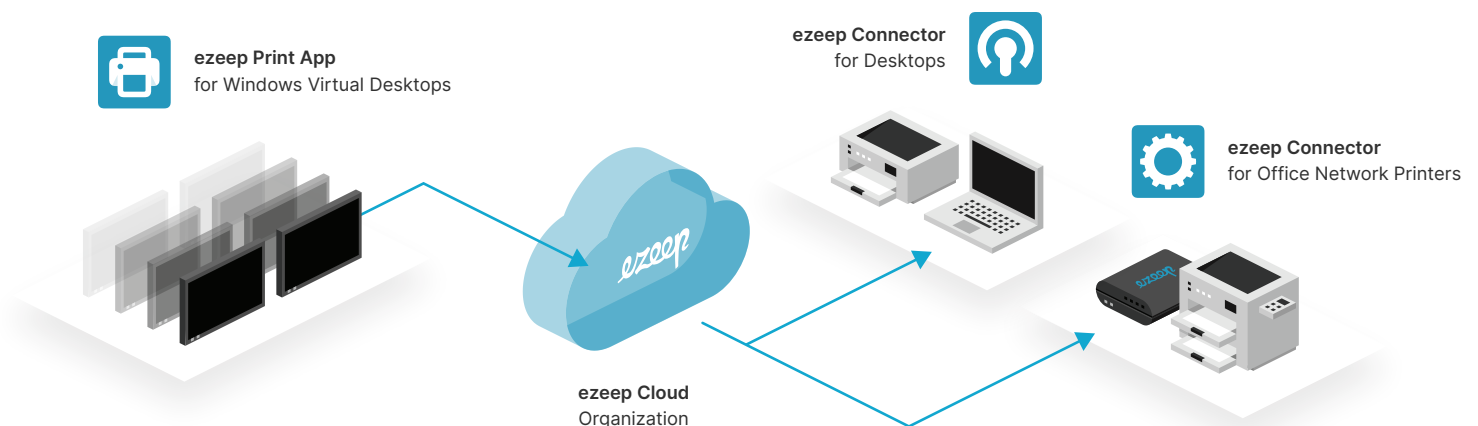 ezeep Print App
for Windows Virtual Desktops
ezeep Connector
for Desktops
ezeep Connector
for Office Network Printers
ezeep
ezeep
ezeep Cloud
Organization